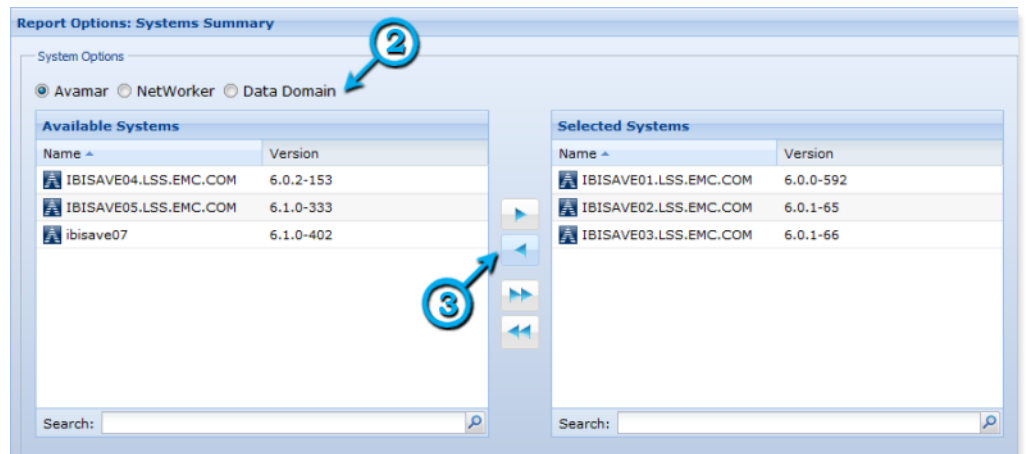 Report Options: Systems Summary
2
System Options
Avamar NetWorker Data Domain
Available Systems
Name Version
IBISAVE04.LSS.EMC.COM 6.0.2-153
IBISAVE05.LSS.EMC.COM 6.1.0-333
ibisave07 6.1.0-402
Search:
3
Selected Systems
Name Version
IBISAVE01.LSS.EMC.COM 6.0.0-592
IBISAVE02.LSS.EMC.COM 6.0.1-65
IBISAVE03.LSS.EMC.COM 6.0.1-66
Search: